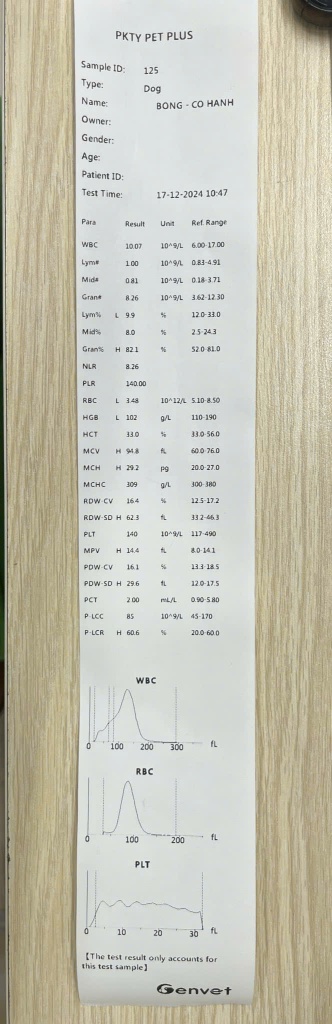 PKTY PET PLUS
Sample ID: 125
Type: Dog
Name: BONG - CO HANH
Owner:
Gender:
Age:
Patient ID:
Test Time: 17-12-2024 10:47
Para Result Unit Ref. Range
WBC 10.07 10^9/L 6.00-17.00
Lym# 1.00 10^9/L 0.83-4.91
Mid# 0.81 10^9/L 0.18-3.71
Gran# 8.26 10^9/L 3.62-12.30
Lym% L 9.9 % 12.0-33.0
Mid% 8.0 % 2.5-24.3
Gran% H 82.1 % 52.0-81.0
NLR 8.26
PLR 140.00
RBC L 3.48 10^12/L 5.10-8.50
HGB L 102 g/L 110-190
HCT 33.0 % 33.0-56.0
MCV H 94.8 fL 60.0-76.0
MCH H 29.2 pg 20.0-27.0
MCHC 309 g/L 300-380
RDW-CV 16.4 % 12.5-17.2
RDW-SD H 62.3 fL 33.2-46.3
PLT 140 10^9/L 117-490
MPV H 14.4 fL 8.0-14.1
PDW-CV 16.1 % 13.3-18.5
PDW-SD H 29.6 fL 12.0-17.5
PCT 2.00 mL/L 0.90-5.80
P-LCC 85 10^9/L 45-170
P-LCR H 60.6 % 20.0-60.0
WBC
0 100 200 300 fL
RBC
0 100 200 fL
PLT
0 10 20 30 fL
【The test result only accounts for
this test sample】
Genvet